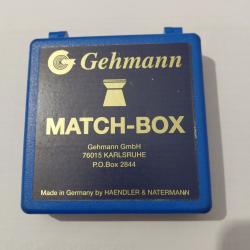 Gehmann
MATCH-BOX
Gehmann GmbH
76015 KARLSRUHE
P.O.Box 2844
Made in Germany by HAENDLER & NATERMANN